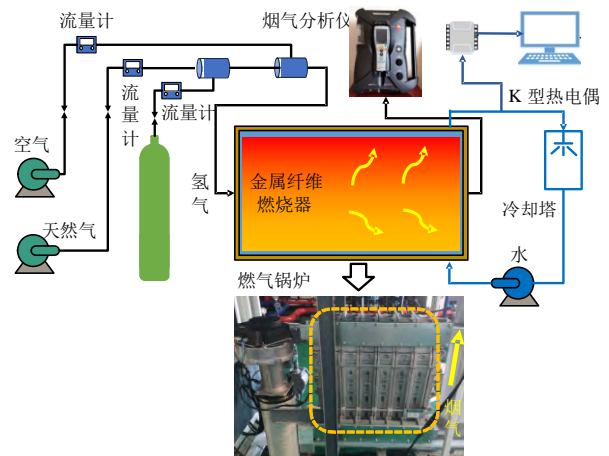 流量计
烟气分析仪
流
量
计
流量计
K 型热电偶
空气
氢
气
金属纤维
燃烧器
冷却塔
天然气
水
燃气锅炉
烟
气